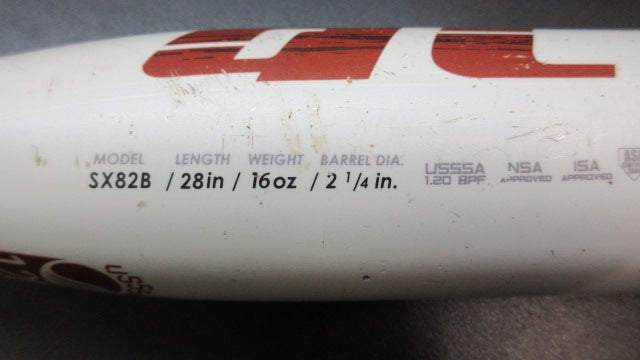 MODEL LENGTH WEIGHT BARREL DIA.
SX82B / 28in / 16oz / 2 1/4 in.
USSSA
1.20 BPF
NSA
APPROVED
ISA
APPROVED
ASA